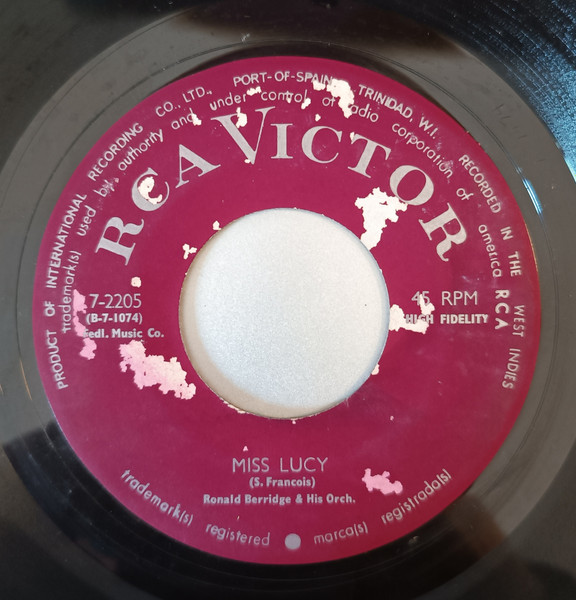 PRODUCT OF INTERNATIONAL RECORDING CO., LTD., PORT-OF-SPAIN, TRINIDAD, W.I. RECORDED IN THE WEST INDIES
trademark(s) used by authority and under control of radio corporation of america RCA
RCA VICTOR
7-2205
(B-7-1074)
Music Co.
45 RPM
HIGH FIDELITY
MISS LUCY
(S. Francois)
Ronald Berridge & His Orch.
trademark(s) registered marca(s) registrada(s)